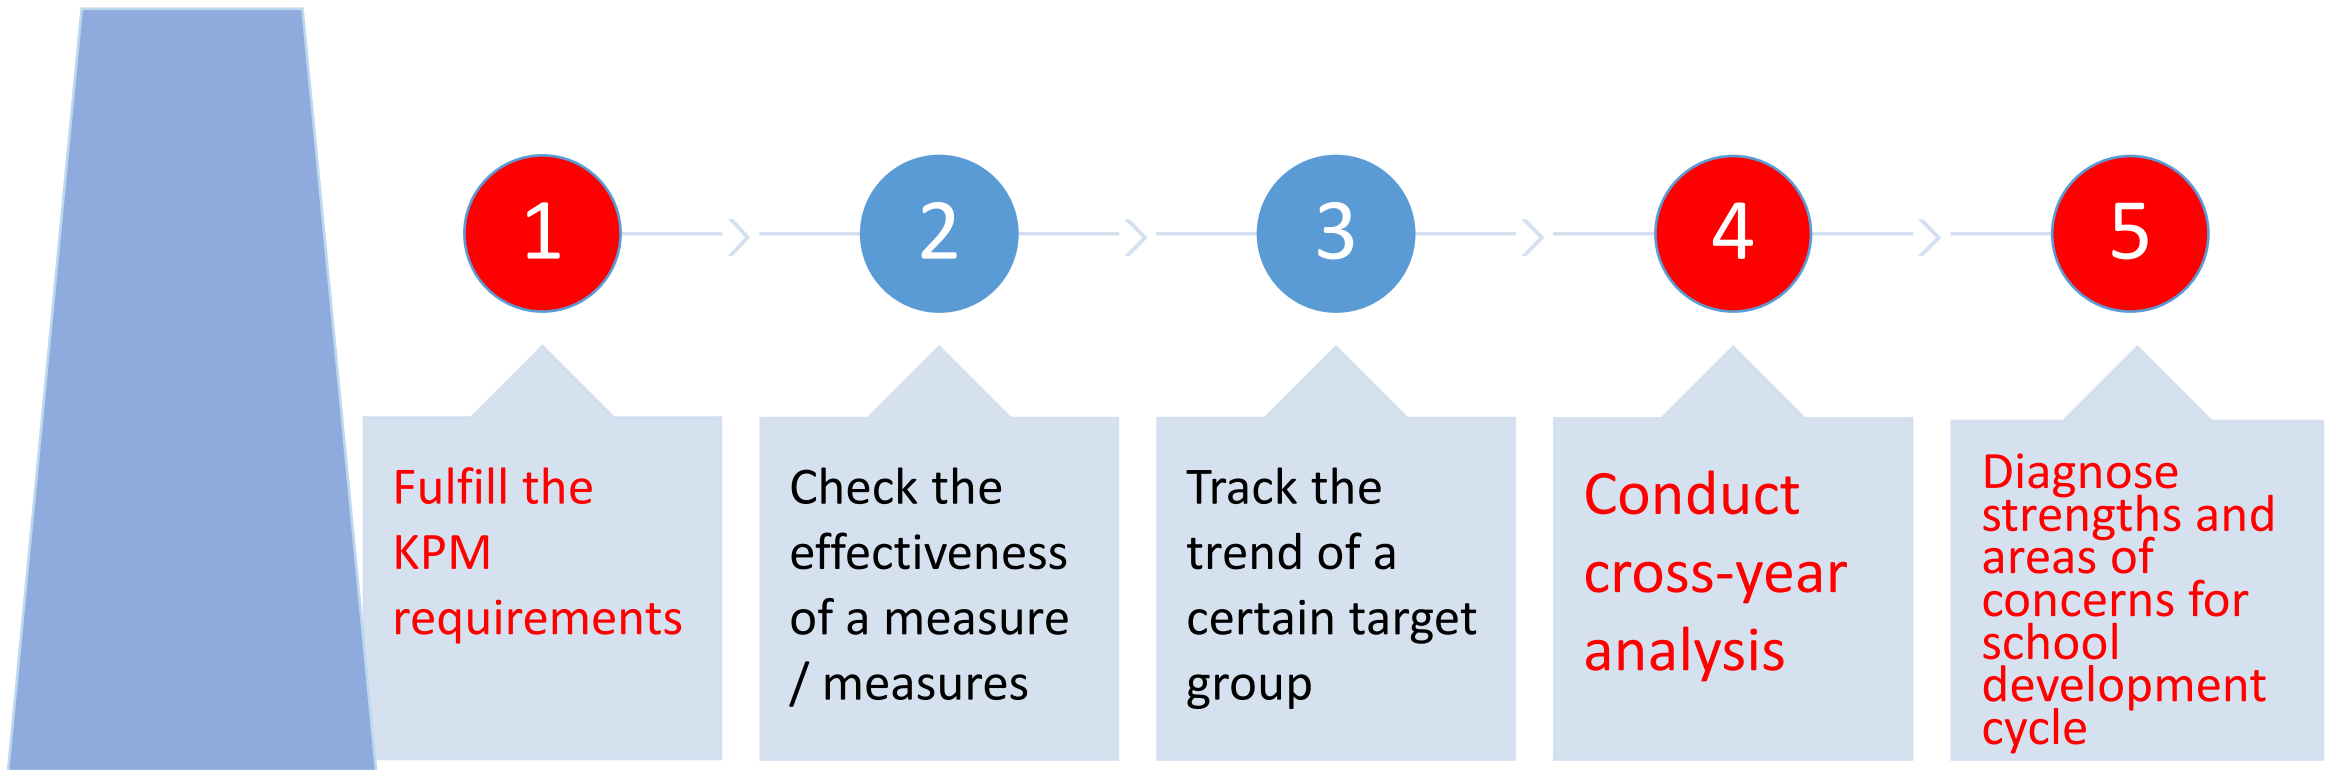 1
Fulfill the
KPM
requirements
2
Check the
effectiveness
of a measure
/ measures
3
Track the
trend of a
certain target
group
4
Conduct
cross-year
analysis
5
Diagnose
strengths and
areas of
concerns for
school
development
cycle